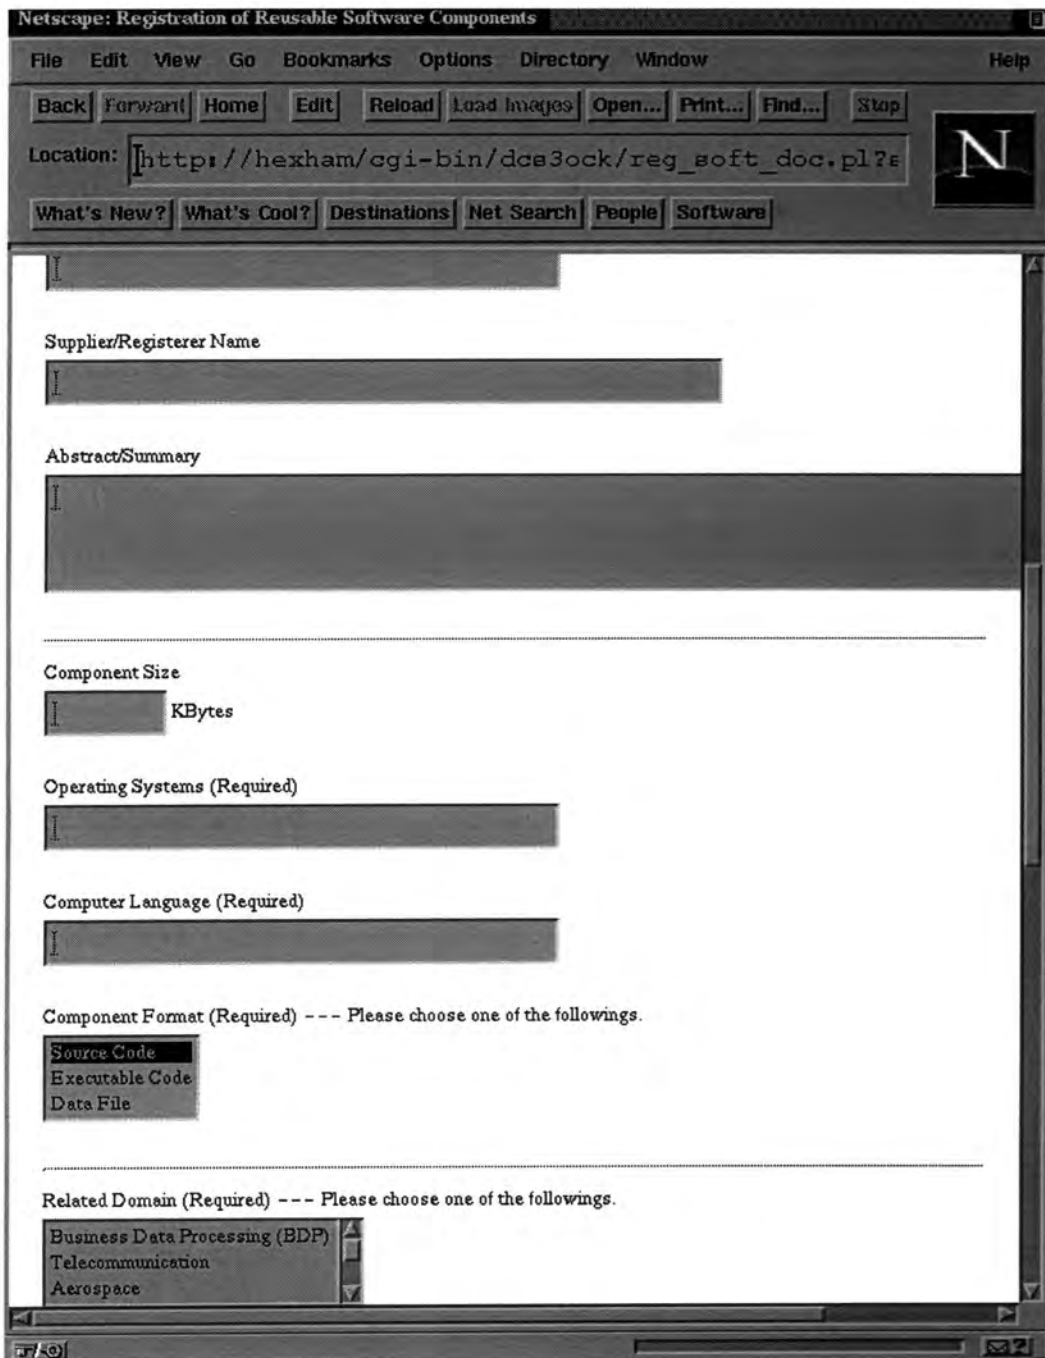 Netscape: Registration of Reusable Software Components
File Edit View Go Bookmarks Options Directory Window Help
Back Forward Home Edit Reload Load Images Open... Print... Find... Stop
Location: http://hexham/cgi-bin/dcs3ock/reg_soft_doc.pl?s
N
What's New? What's Cool? Destinations Net Search People Software
Supplier/Registerer Name
Abstract/Summary
Component Size
KBytes
Operating Systems (Required)
Computer Language (Required)
Component Format (Required) --- Please choose one of the followings.
Source Code
Executable Code
Data File
Related Domain (Required) --- Please choose one of the followings.
Business Data Processing (BDP)
Telecommunication
Aerospace
?